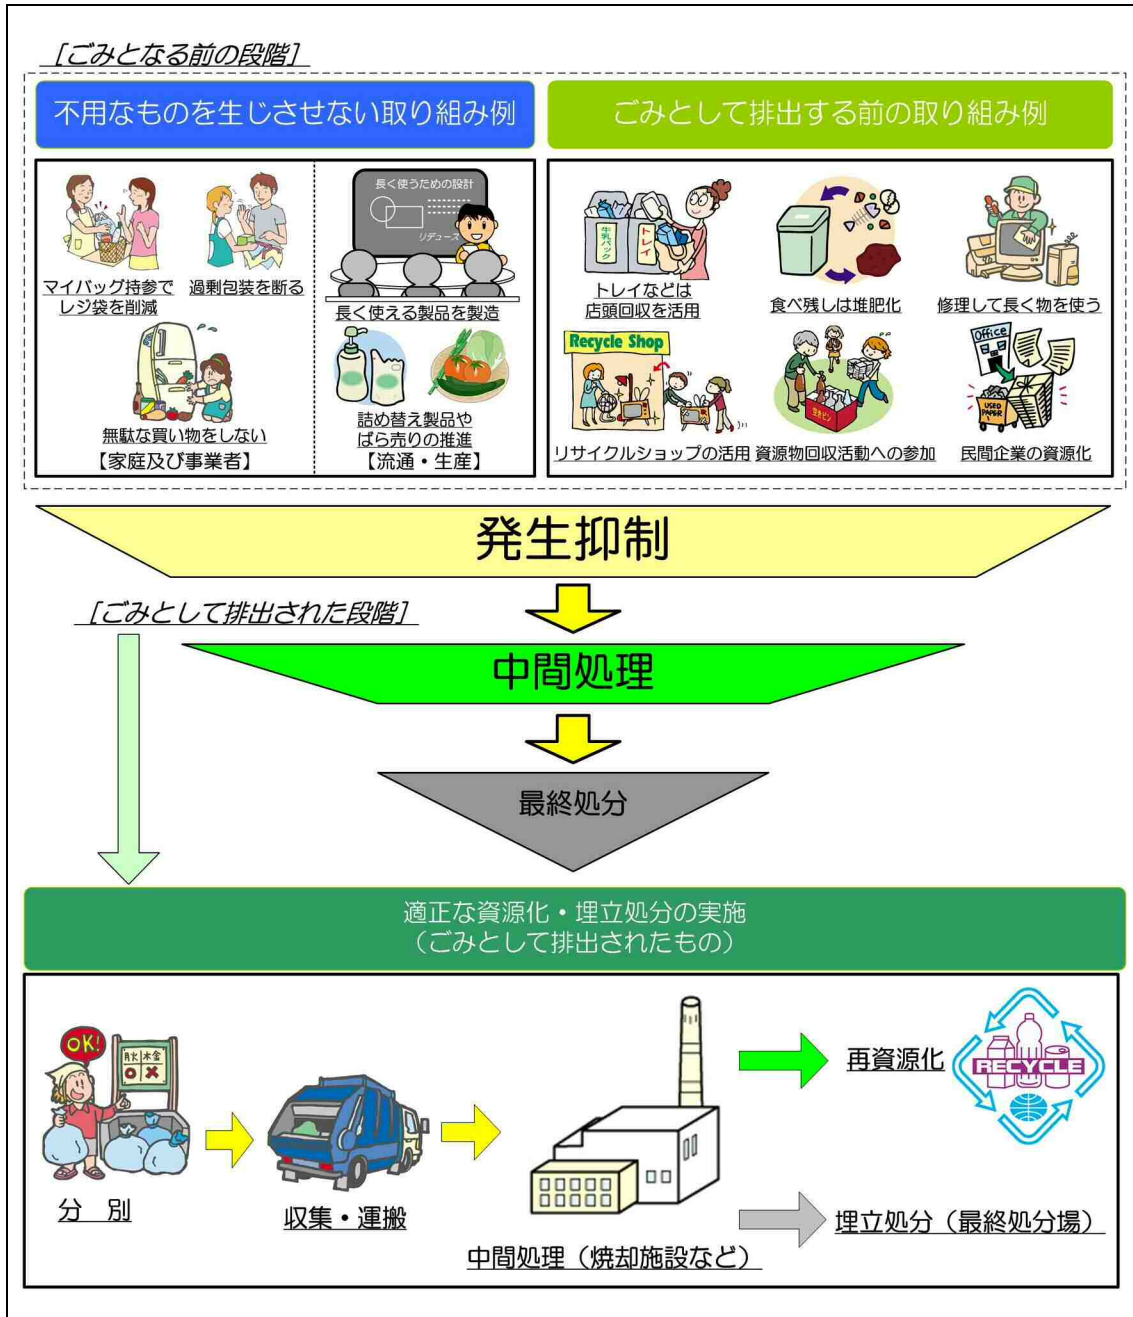 [ごみとなる前の段階]
不用なものを生じさせない取り組み例
ごみとして排出する前の取り組み例
マイバッグ持参で
レジ袋を削減
過剰包装を断る
無駄な買い物をしない
【家庭及び事業者】
長く使うための設計
リデュース
長く使える製品を製造
詰め替え製品や
ばら売りの推進
【流通・生産】
牛乳パック
トレイ
トレイなどは
店頭回収を活用
食べ残しは堆肥化
修理して長く物を使う
Recycle Shop
リサイクルショップの活用
空きビン
資源物回収活動への参加
Office
USED
PAPER
民間企業の資源化
発生抑制
[ごみとして排出された段階]
中間処理
最終処分
適正な資源化・埋立処分の実施
（ごみとして排出されたもの）
OK!
月火木金
分　別
収集・運搬
中間処理（焼却施設など）
再資源化
RECYCLE
埋立処分（最終処分場）